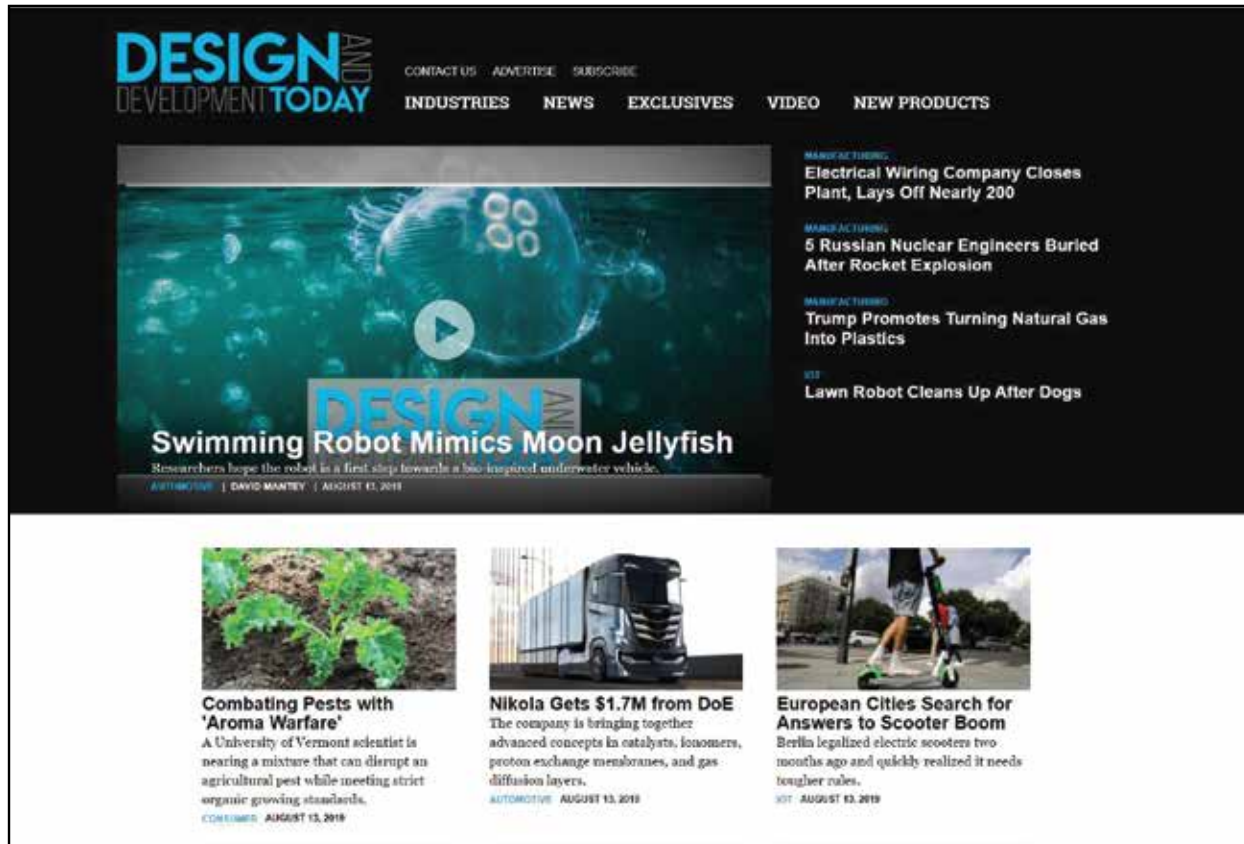 DESIGN AND
DEVELOPMENT TODAY
CONTACT US ADVERTISE SUBSCRIBE
INDUSTRIES NEWS EXCLUSIVES VIDEO NEW PRODUCTS
DESIGN AND
TODAY
Swimming Robot Mimics Moon Jellyfish
Researchers hope the robot is a first step towards a bio-inspired underwater vehicle.
AUTOMOTIVE | DAVID MANTEY | AUGUST 13, 2019
MANUFACTURING
Electrical Wiring Company Closes
Plant, Lays Off Nearly 200
MANUFACTURING
5 Russian Nuclear Engineers Buried
After Rocket Explosion
MANUFACTURING
Trump Promotes Turning Natural Gas
Into Plastics
IOT
Lawn Robot Cleans Up After Dogs
Combating Pests with
'Aroma Warfare'
A University of Vermont scientist is
nearing a mixture that can disrupt an
agricultural pest while meeting strict
organic growing standards.
CONSUMER AUGUST 13, 2019
Nikola Gets $1.7M from DoE
The company is bringing together
advanced concepts in catalysts, ionomers,
proton exchange membranes, and gas
diffusion layers.
AUTOMOTIVE AUGUST 13, 2019
European Cities Search for
Answers to Scooter Boom
Berlin legalized electric scooters two
months ago and quickly realized it needs
tougher rules.
IOT AUGUST 13, 2019